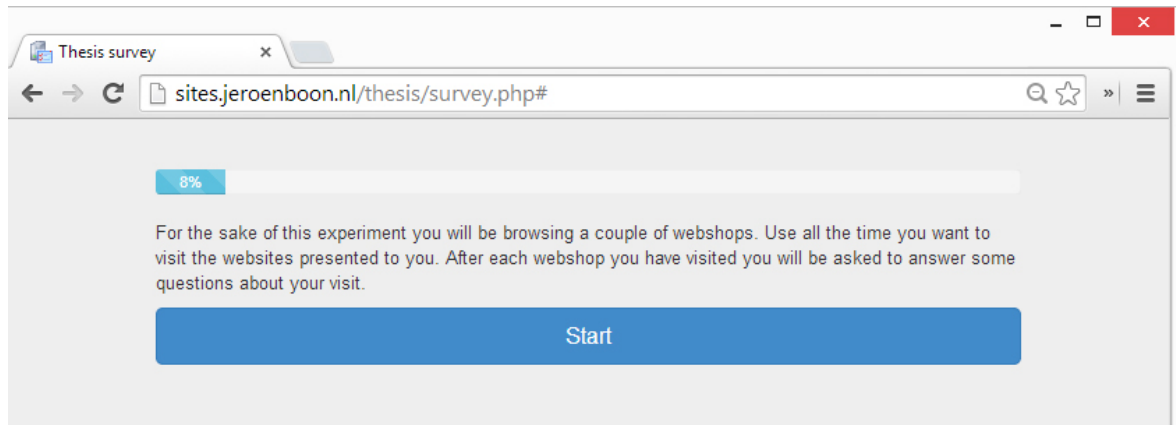 Thesis survey
sites.jeroenboon.nl/thesis/survey.php#
8%
For the sake of this experiment you will be browsing a couple of webshops. Use all the time you want to
visit the websites presented to you. After each webshop you have visited you will be asked to answer some
questions about your visit.
Start